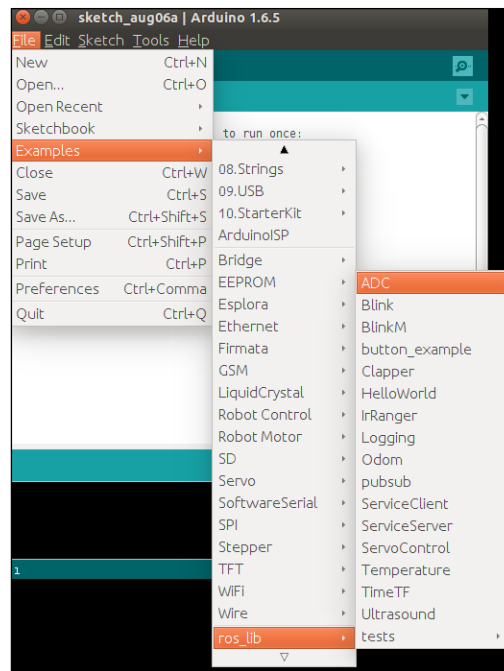 sketch_aug06a | Arduino 1.6.5
File Edit Sketch Tools Help
New Ctrl+N
Open... Ctrl+O
Open Recent
Sketchbook
Examples
Close Ctrl+W
Save Ctrl+S
Save As... Ctrl+Shift+S
Page Setup Ctrl+Shift+P
Print Ctrl+P
Preferences Ctrl+Comma
Quit Ctrl+Q
to run once:
08.Strings
09.USB
10.StarterKit
ArduinoISP
Bridge
EEPROM
Esplora
Ethernet
Firmata
GSM
LiquidCrystal
Robot Control
Robot Motor
SD
Servo
SoftwareSerial
SPI
Stepper
TFT
WiFi
Wire
ros_lib
ADC
Blink
BlinkM
button_example
Clapper
HelloWorld
IrRanger
Logging
Odom
pubsub
ServiceClient
ServiceServer
ServoControl
Temperature
TimeTF
Ultrasound
tests
1